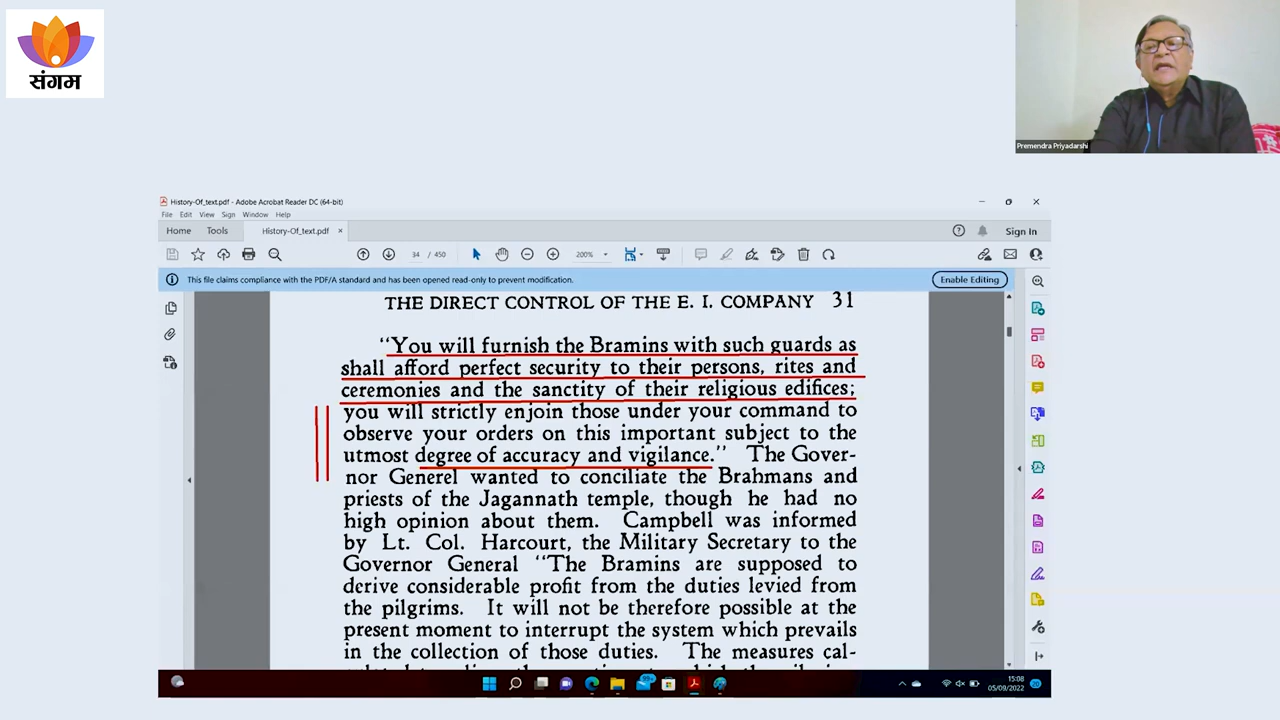 संगम
Premendra Priyadarshi
History-Of_text.pdf - Adobe Acrobat Reader DC (64-bit)
File Edit View Sign Window Help
Home Tools History-Of_text.pdf × Sign In
34 / 450 200%
This file claims compliance with the PDF/A standard and has been opened read-only to prevent modification. Enable Editing
THE DIRECT CONTROL OF THE E. I. COMPANY 31
"You will furnish the Bramins with such guards as
shall afford perfect security to their persons, rites and
ceremonies and the sanctity of their religious edifices;
you will strictly enjoin those under your command to
observe your orders on this important subject to the
utmost degree of accuracy and vigilance." The Gover-
nor Generel wanted to conciliate the Brahmans and
priests of the Jagannath temple, though he had no
high opinion about them. Campbell was informed
by Lt. Col. Harcourt, the Military Secretary to the
Governor General "The Bramins are supposed to
derive considerable profit from the duties levied from
the pilgrims. It will not be therefore possible at the
present moment to interrupt the system which prevails
in the collection of those duties. The measures cal-
99+
15:08
05/09/2022 20